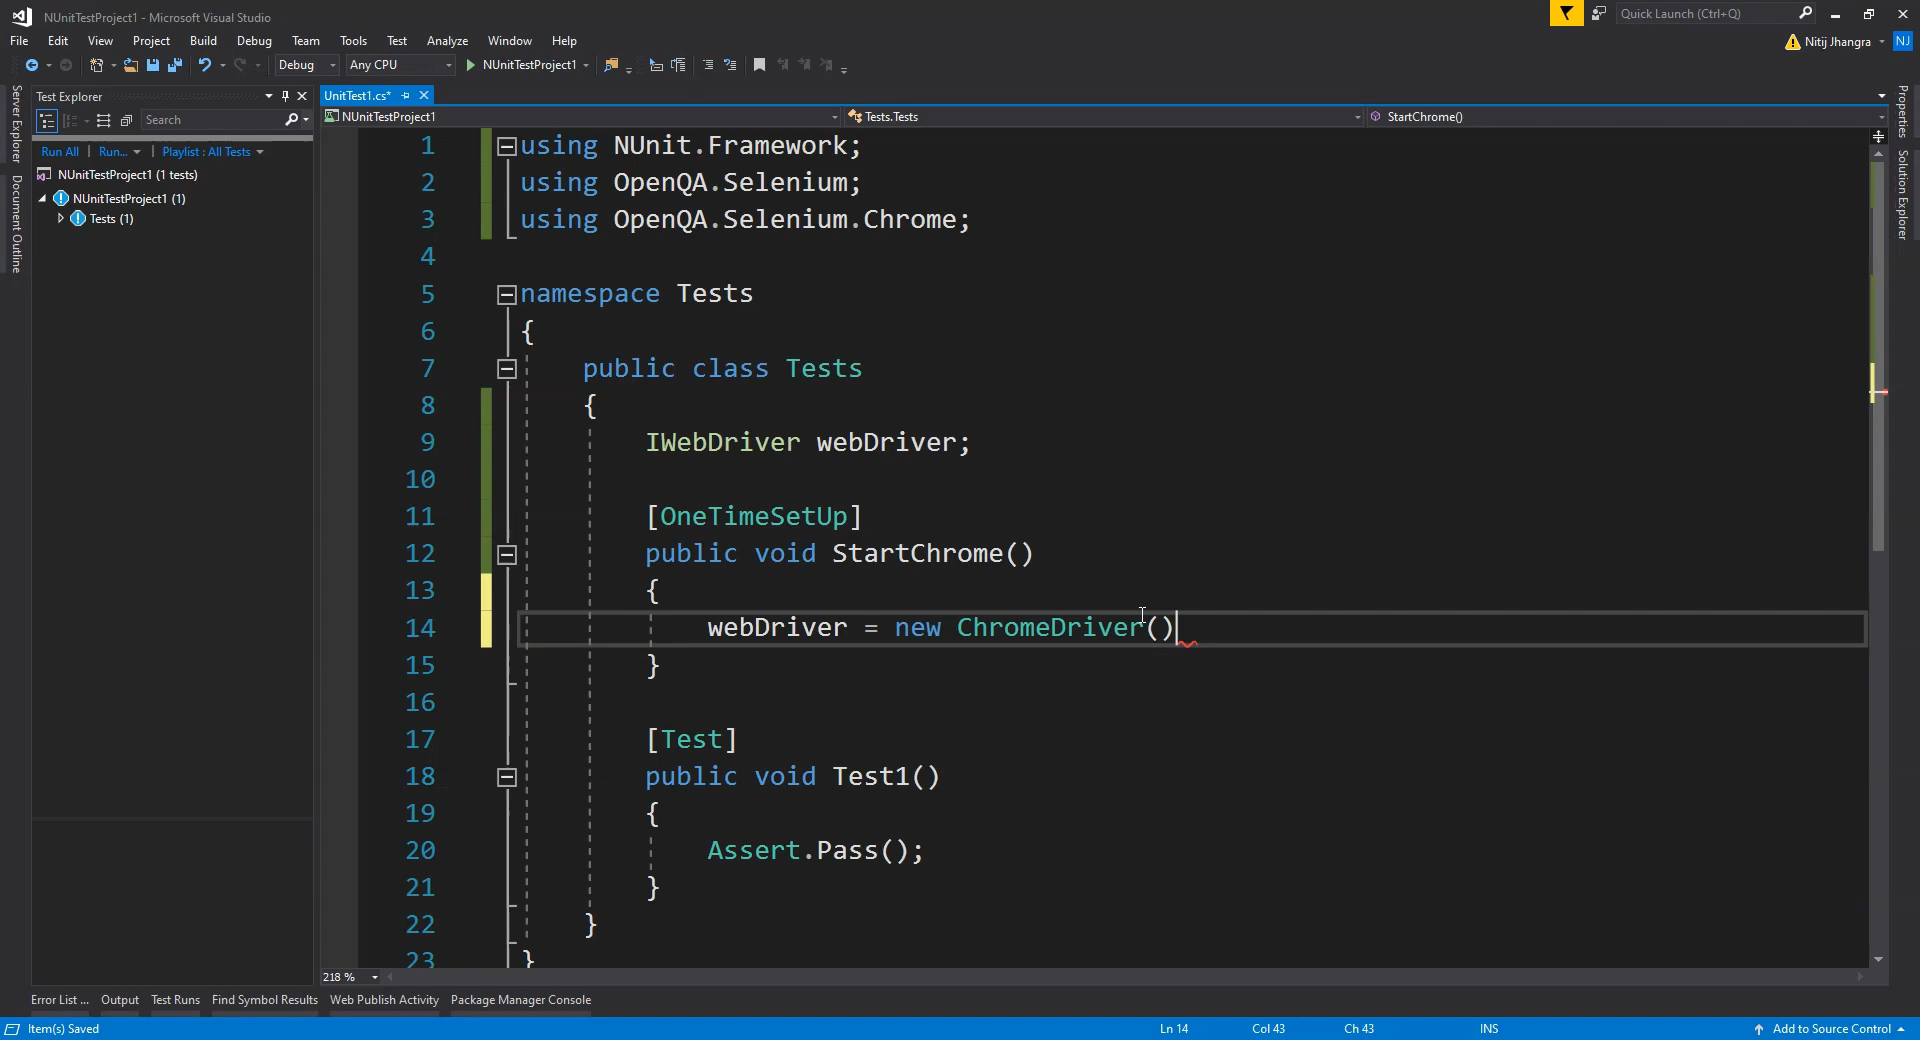 NUnitTestProject1 - Microsoft Visual Studio
Quick Launch (Ctrl+Q)
File Edit View Project Build Debug Team Tools Test Analyze Window Help
Nitij Jhangra NJ
Debug Any CPU NUnitTestProject1
Server Explorer
Document Outline
Test Explorer
Search
Run All Run... Playlist : All Tests
NUnitTestProject1 (1 tests)
NUnitTestProject1 (1)
Tests (1)
UnitTest1.cs*
NUnitTestProject1 Tests.Tests StartChrome()
Properties
Solution Explorer
1 using NUnit.Framework;
2 using OpenQA.Selenium;
3 using OpenQA.Selenium.Chrome;
4
5 namespace Tests
6 {
7 public class Tests
8 {
9 IWebDriver webDriver;
10
11 [OneTimeSetUp]
12 public void StartChrome()
13 {
14 webDriver = new ChromeDriver()
15 }
16
17 [Test]
18 public void Test1()
19 {
20 Assert.Pass();
21 }
22 }
23 }
218 %
Error List ... Output Test Runs Find Symbol Results Web Publish Activity Package Manager Console
Item(s) Saved Ln 14 Col 43 Ch 43 INS Add to Source Control